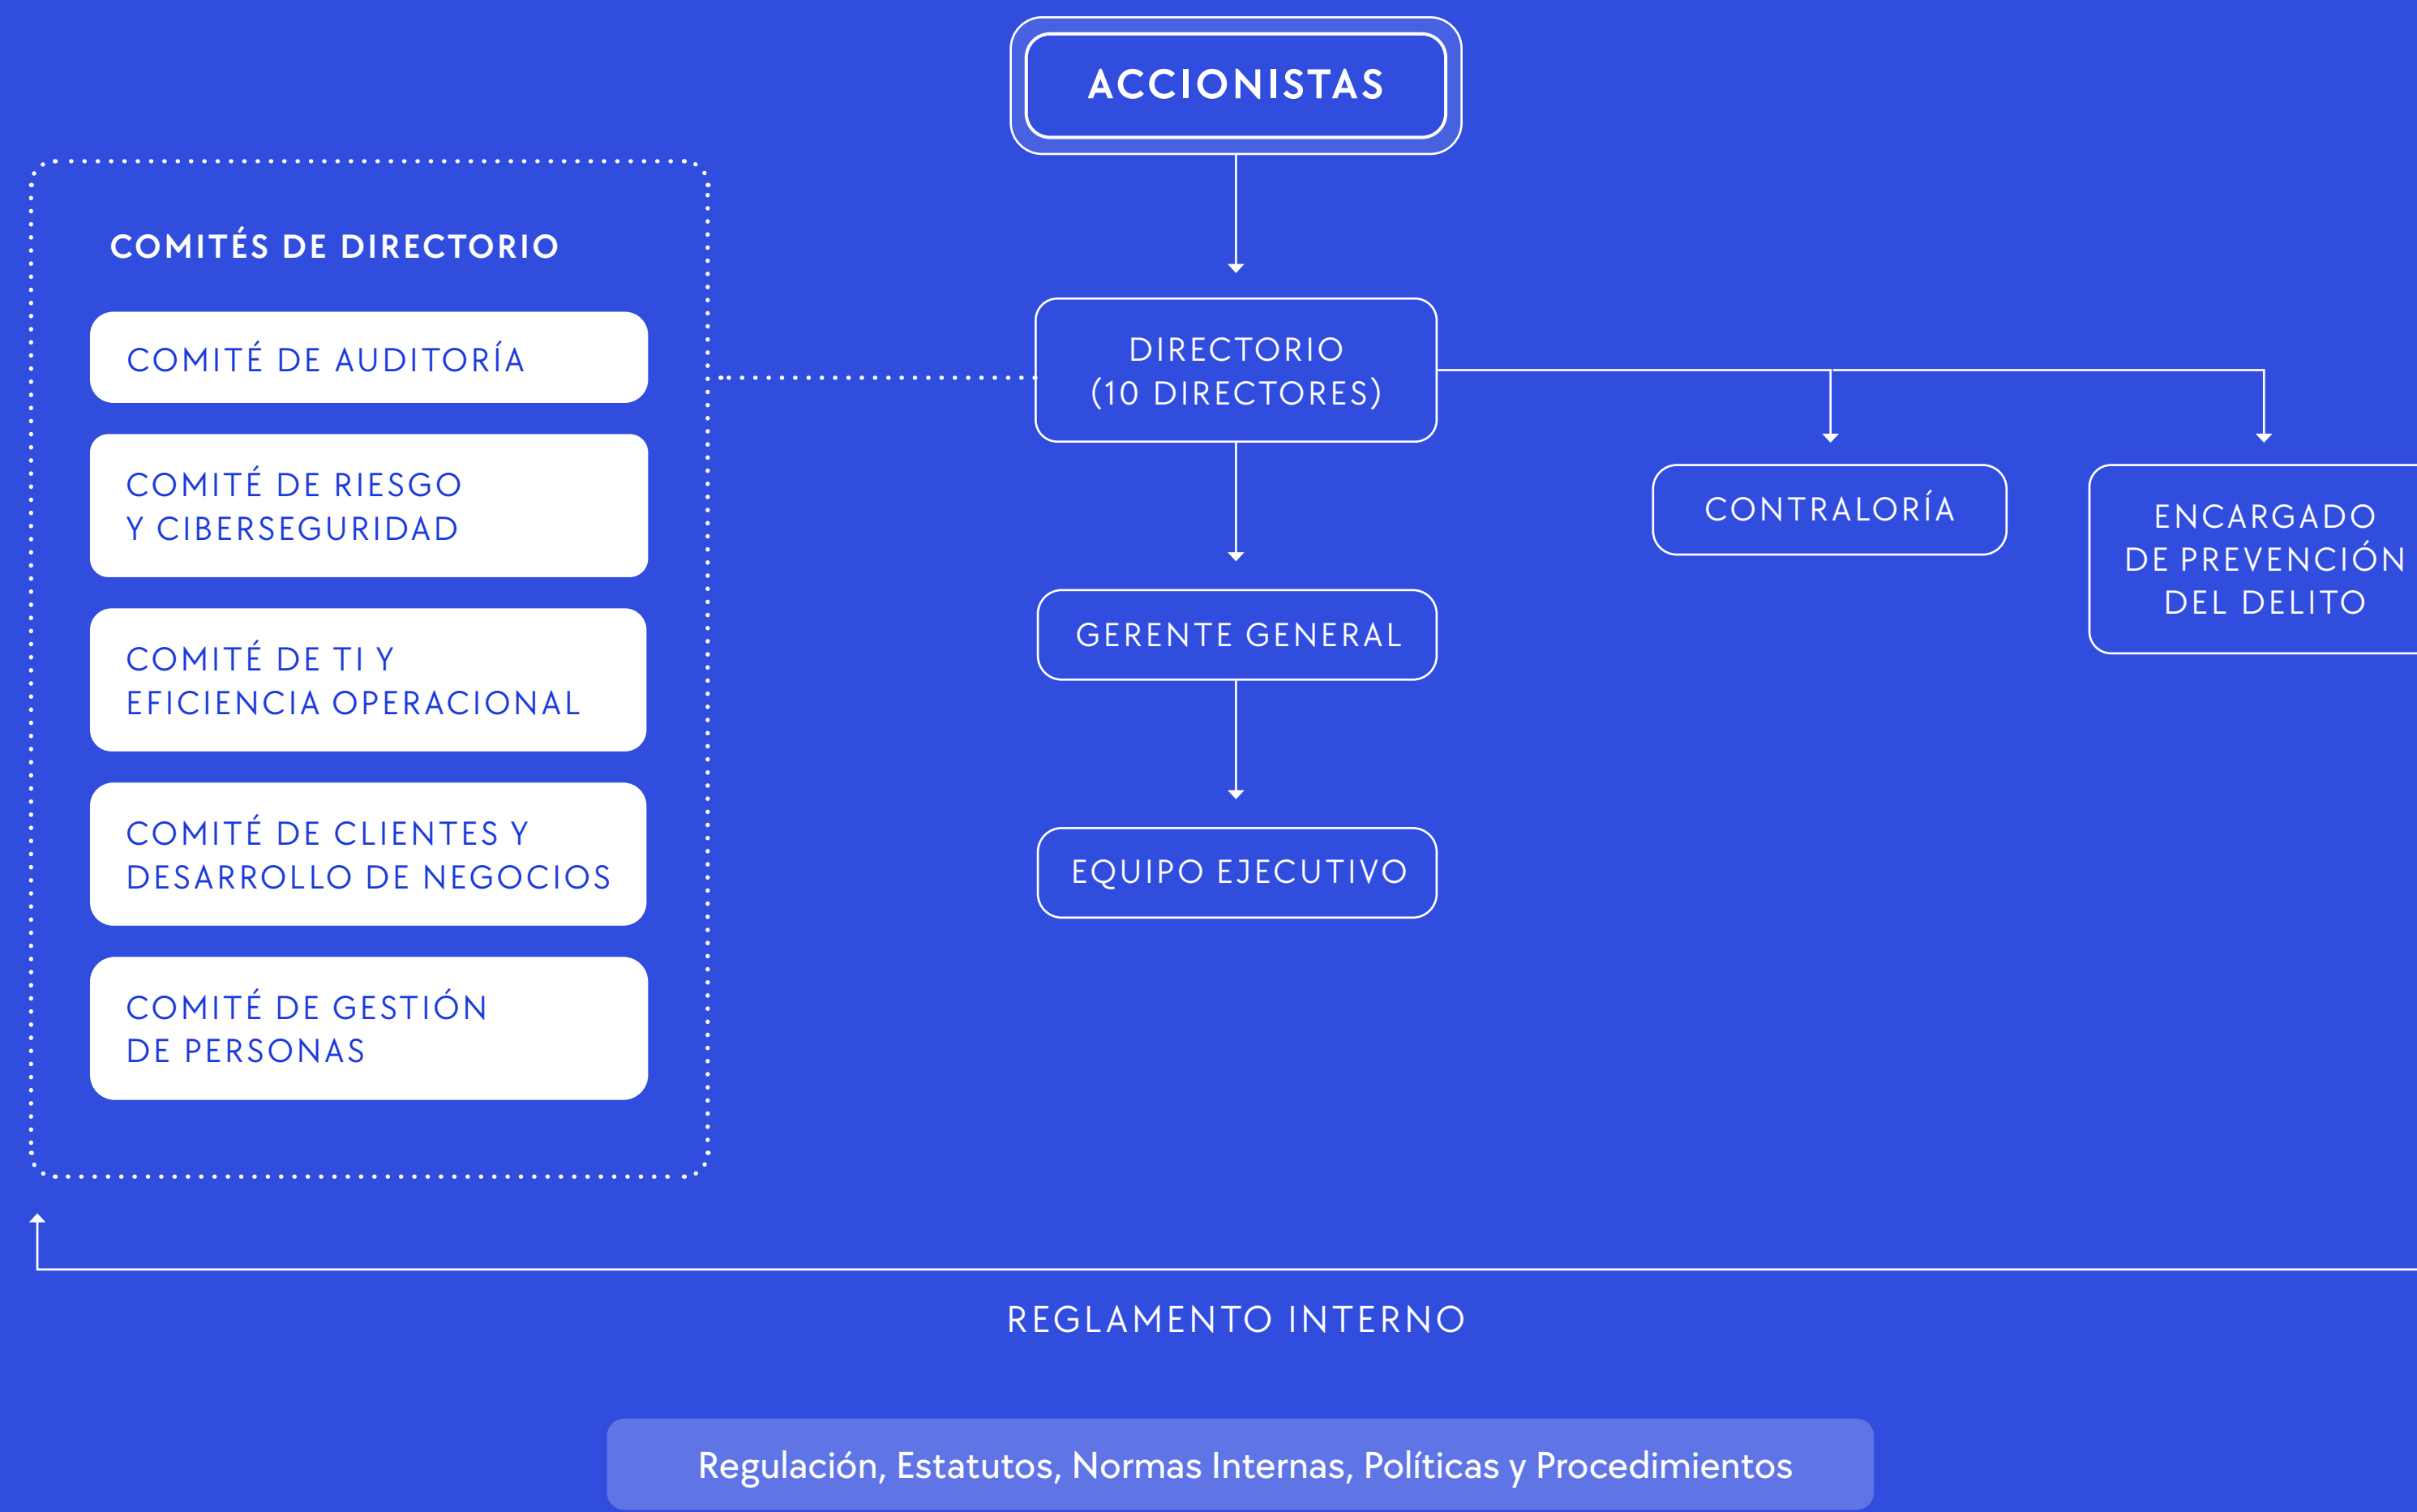 ACCIONISTAS
COMITÉS DE DIRECTORIO
COMITÉ DE AUDITORÍA
COMITÉ DE RIESGO
Y CIBERSEGURIDAD
COMITÉ DE TI Y
EFICIENCIA OPERACIONAL
COMITÉ DE CLIENTES Y
DESARROLLO DE NEGOCIOS
COMITÉ DE GESTIÓN
DE PERSONAS
DIRECTORIO
(10 DIRECTORES)
GERENTE GENERAL
EQUIPO EJECUTIVO
CONTRALORÍA
ENCARGADO
DE PREVENCIÓN
DEL DELITO
REGLAMENTO INTERNO
Regulación, Estatutos, Normas Internas, Políticas y Procedimientos